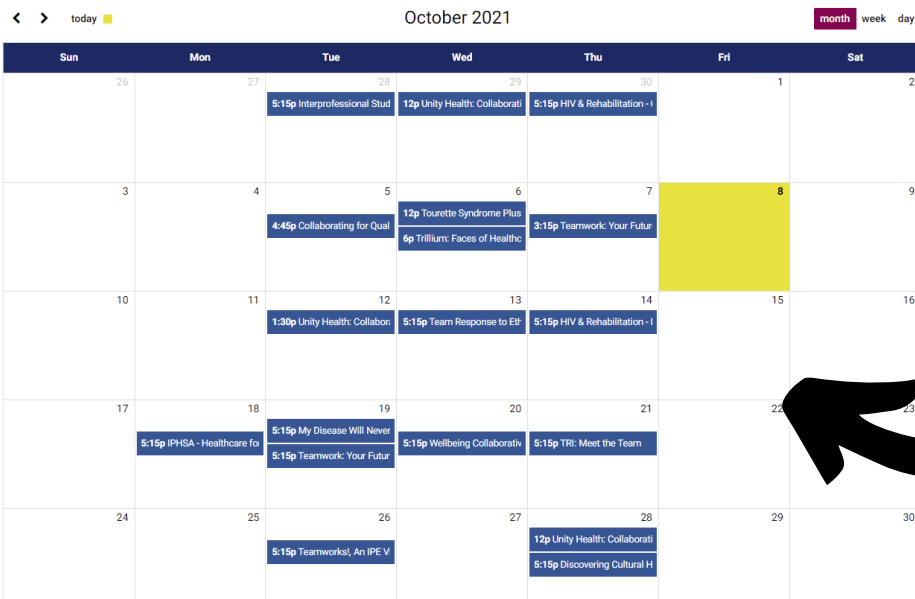 today
October 2021
month week day
Sun Mon Tue Wed Thu Fri Sat
26 27 28 29 30 1 2
5:15p Interprofessional Stud
12p Unity Health: Collaborati
5:15p HIV & Rehabilitation -
3 4 5 6 7 8 9
4:45p Collaborating for Qual
12p Tourette Syndrome Plus
6p Trillium: Faces of Healthc
3:15p Teamwork: Your Futur
10 11 12 13 14 15 16
1:30p Unity Health: Collabor
5:15p Team Response to Eth
5:15p HIV & Rehabilitation -
17 18 19 20 21 22 23
5:15p IPHSA - Healthcare for
5:15p My Disease Will Never
5:15p Teamwork: Your Futur
5:15p Wellbeing Collaborativ
5:15p TRI: Meet the Team
24 25 26 27 28 29 30
5:15p Teamworks!, An IPE V
12p Unity Health: Collaborati
5:15p Discovering Cultural H